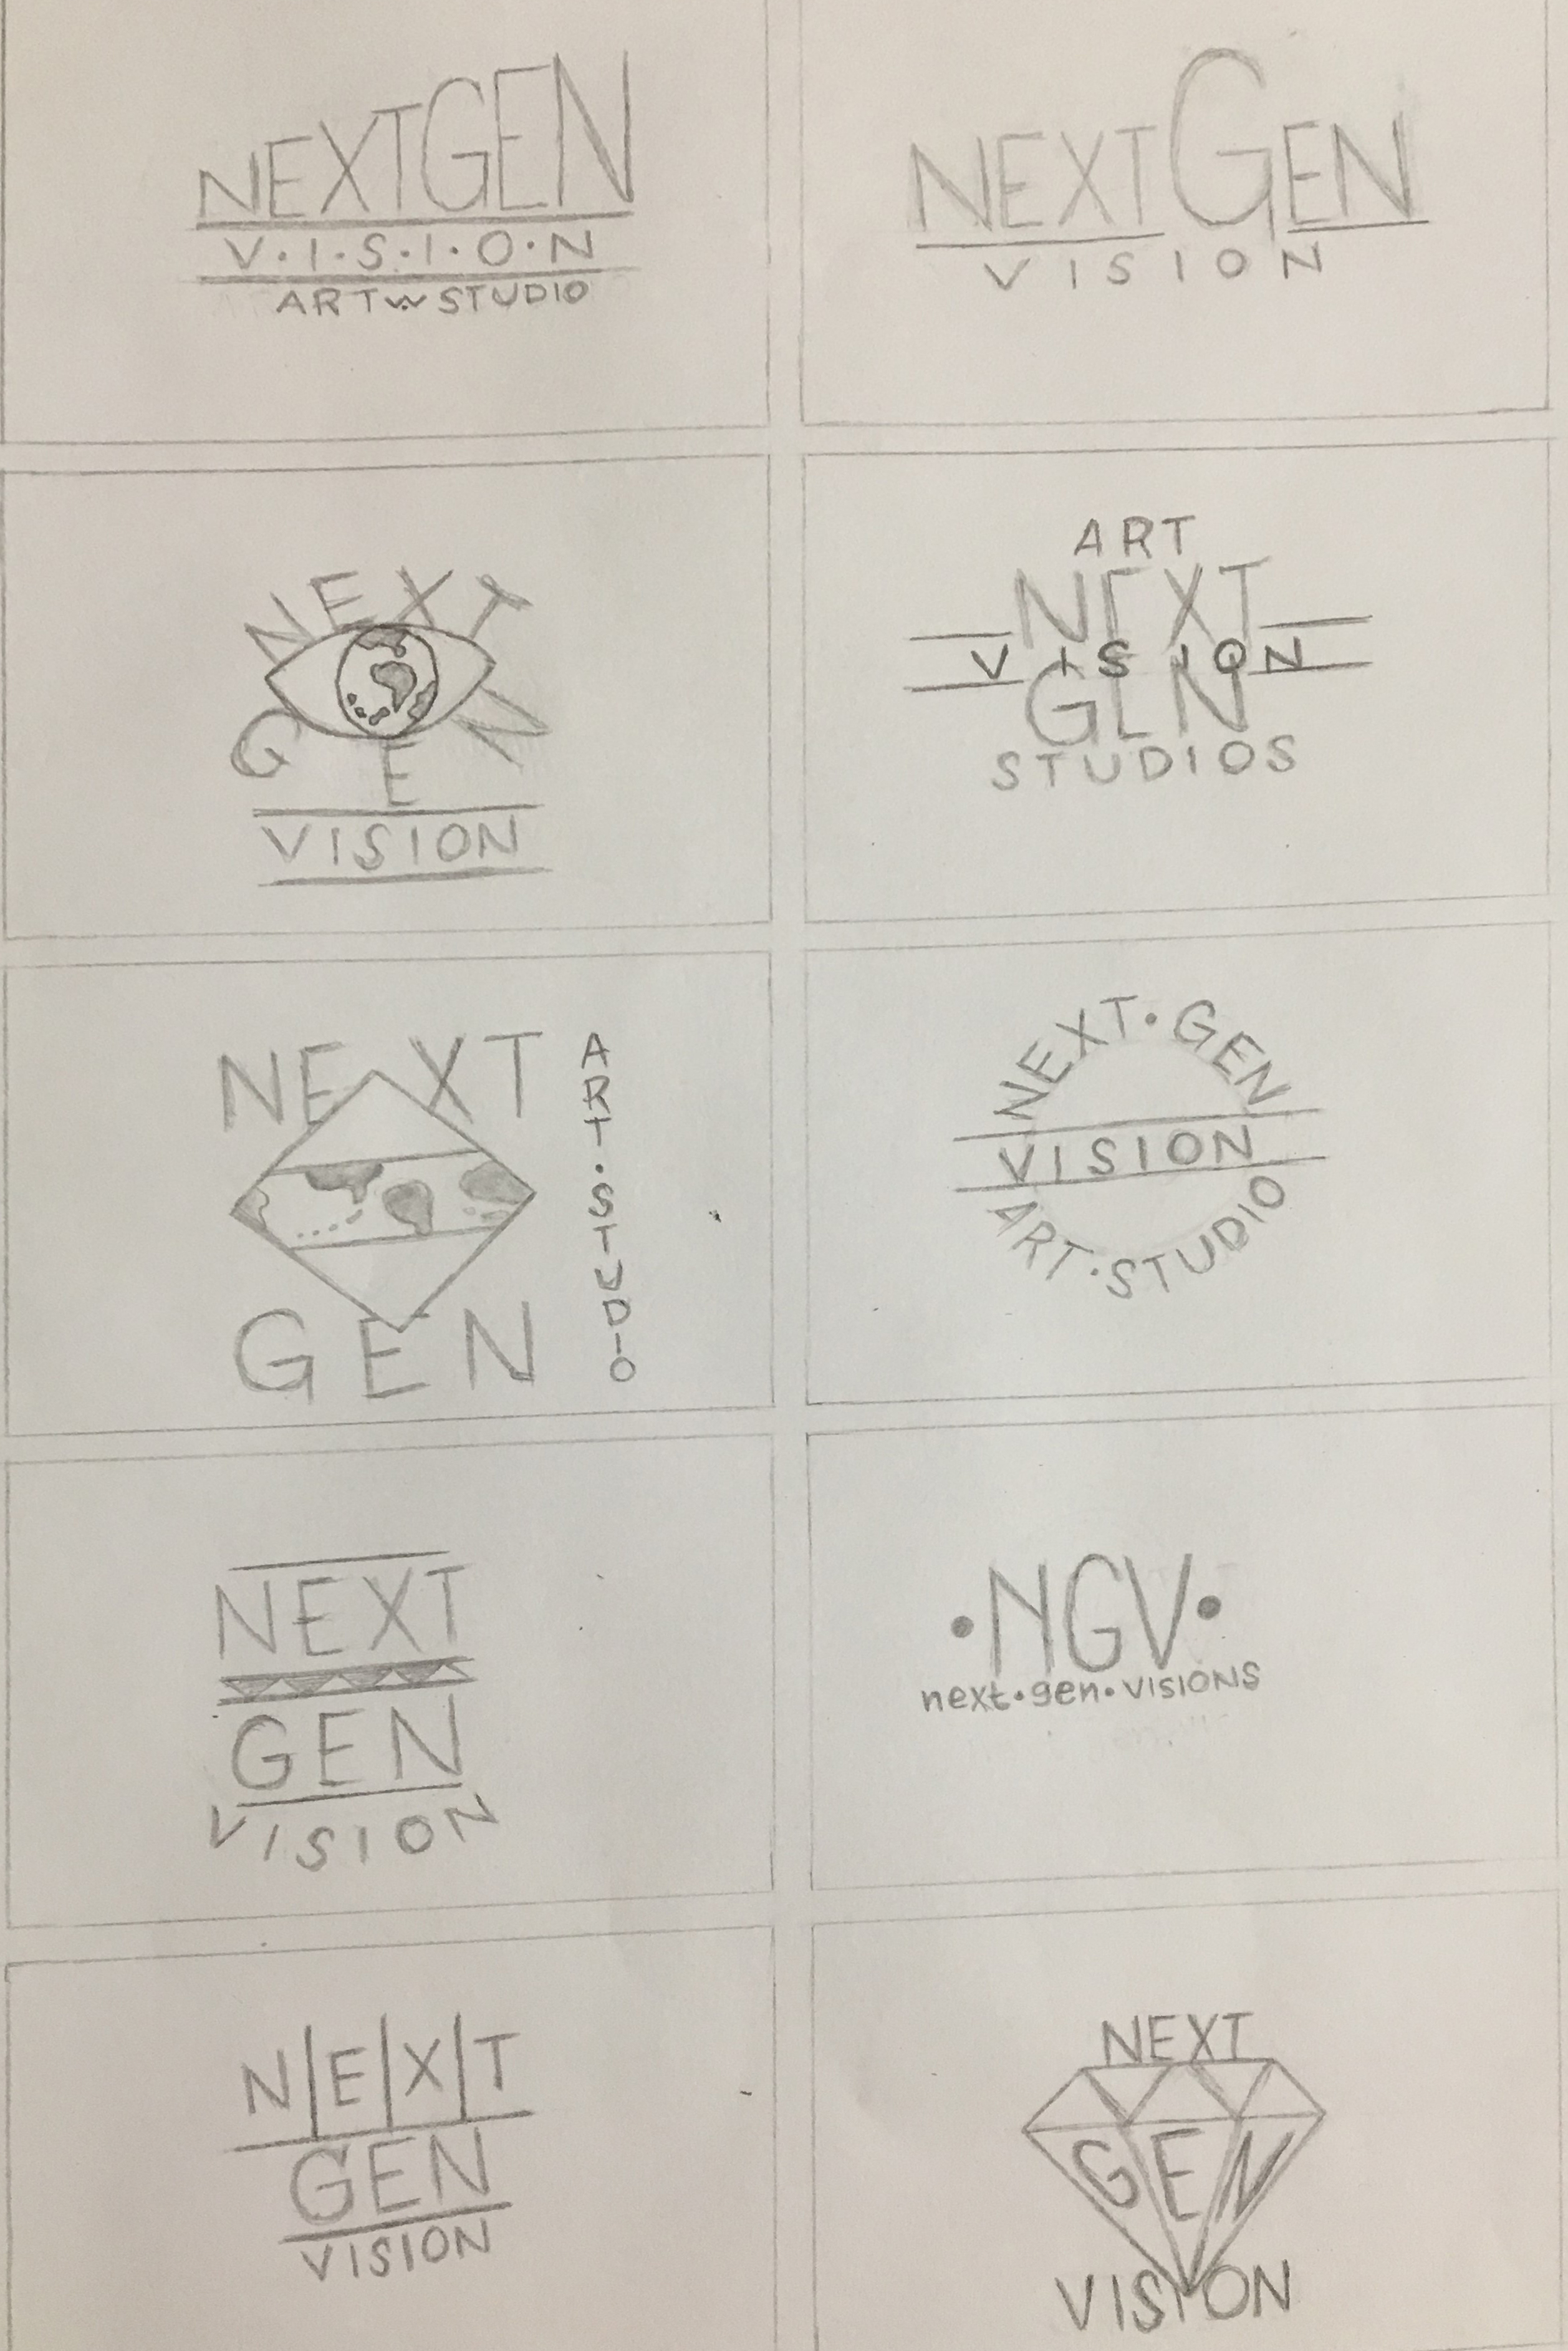 NEXTGEN
V·I·S·I·O·N
ART STUDIO
NEXTGEN
VISION
NEXT
GEN
VISION
ART
NEXT
VISION
GEN
STUDIOS
NEXT
GEN
ART·STUDIO
NEXT·GEN
VISION
ART·STUDIO
NEXT
GEN
VISION
·NGV·
next·gen·VISIONS
N|E|X|T
GEN
VISION
NEXT
GEN
VISION